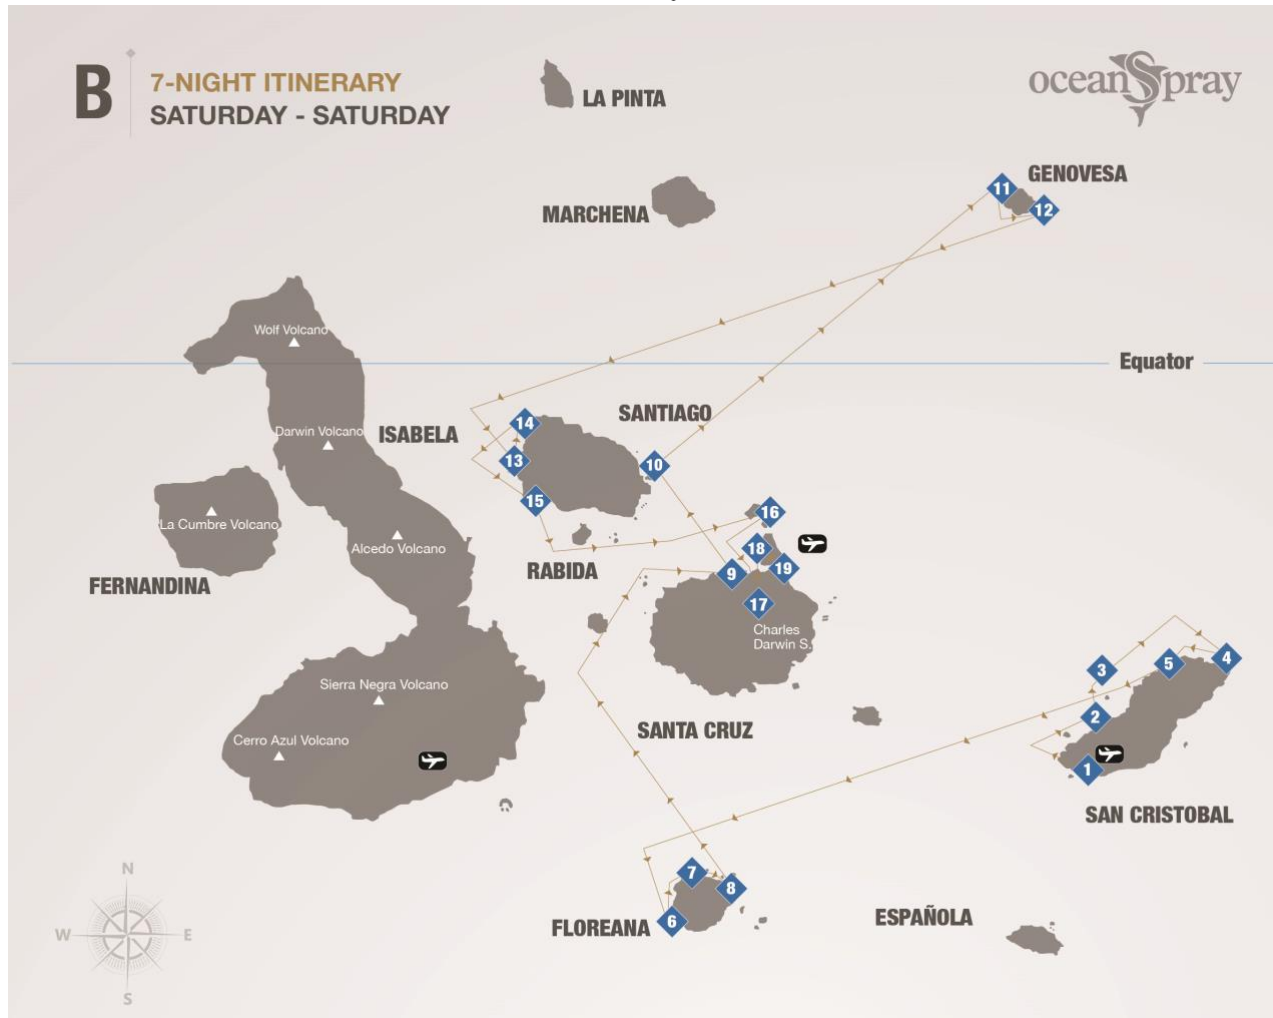 B
7-NIGHT ITINERARY
SATURDAY - SATURDAY
oceanSpray
LA PINTA
GENOVESA
11
12
MARCHENA
Wolf Volcano
Equator
SANTIAGO
14
Darwin Volcano
ISABELA
13
10
15
16
La Cumbre Volcano
Alcedo Volcano
18
RABIDA
19
9
FERNANDINA
17
Charles
Darwin S.
3
5
4
Sierra Negra Volcano
2
SANTA CRUZ
Cerro Azul Volcano
1
SAN CRISTOBAL
N
7
8
6
FLOREANA
ESPAÑOLA
W
E
S